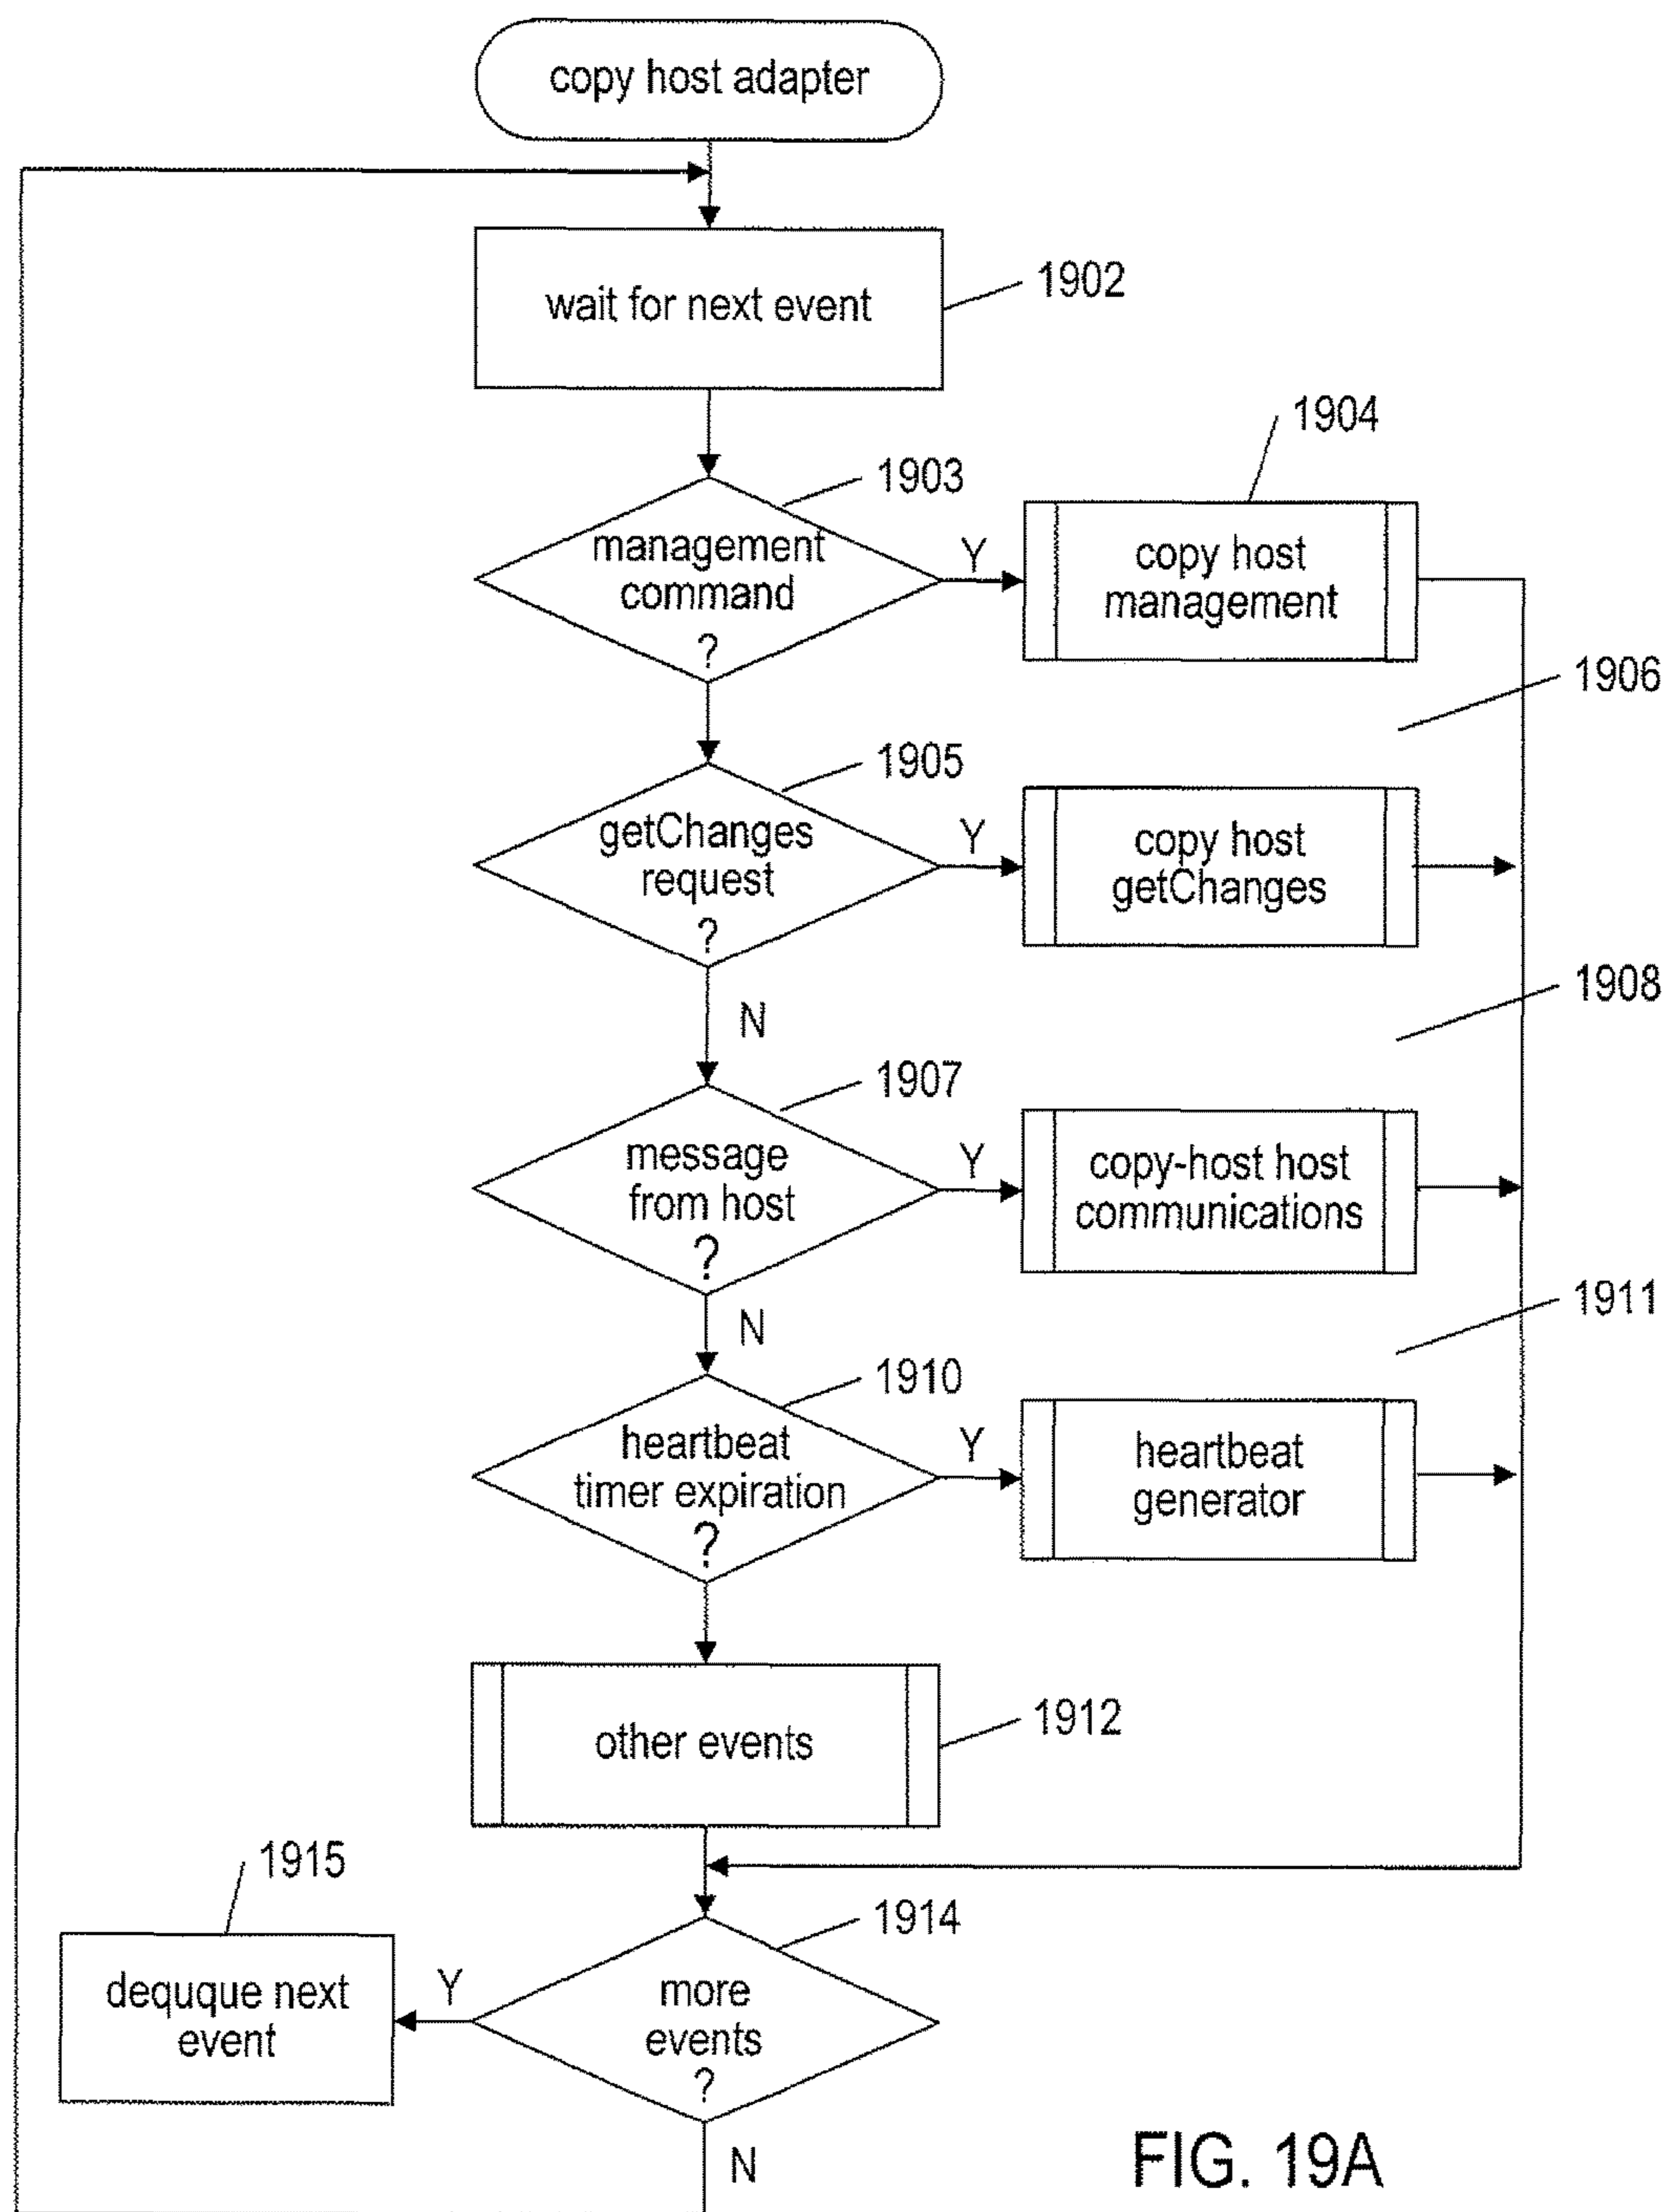 copy host adapter
wait for next event
1902
1903
management
command
?
Y
1904
copy host
management
1906
1905
getChanges
request
?
Y
copy host
getChanges
N
1908
1907
message
from host
?
Y
copy-host host
communications
N
1911
1910
heartbeat
timer expiration
?
Y
heartbeat
generator
other events
1912
1915
dequque next
event
Y
1914
more
events
?
N
FIG. 19A